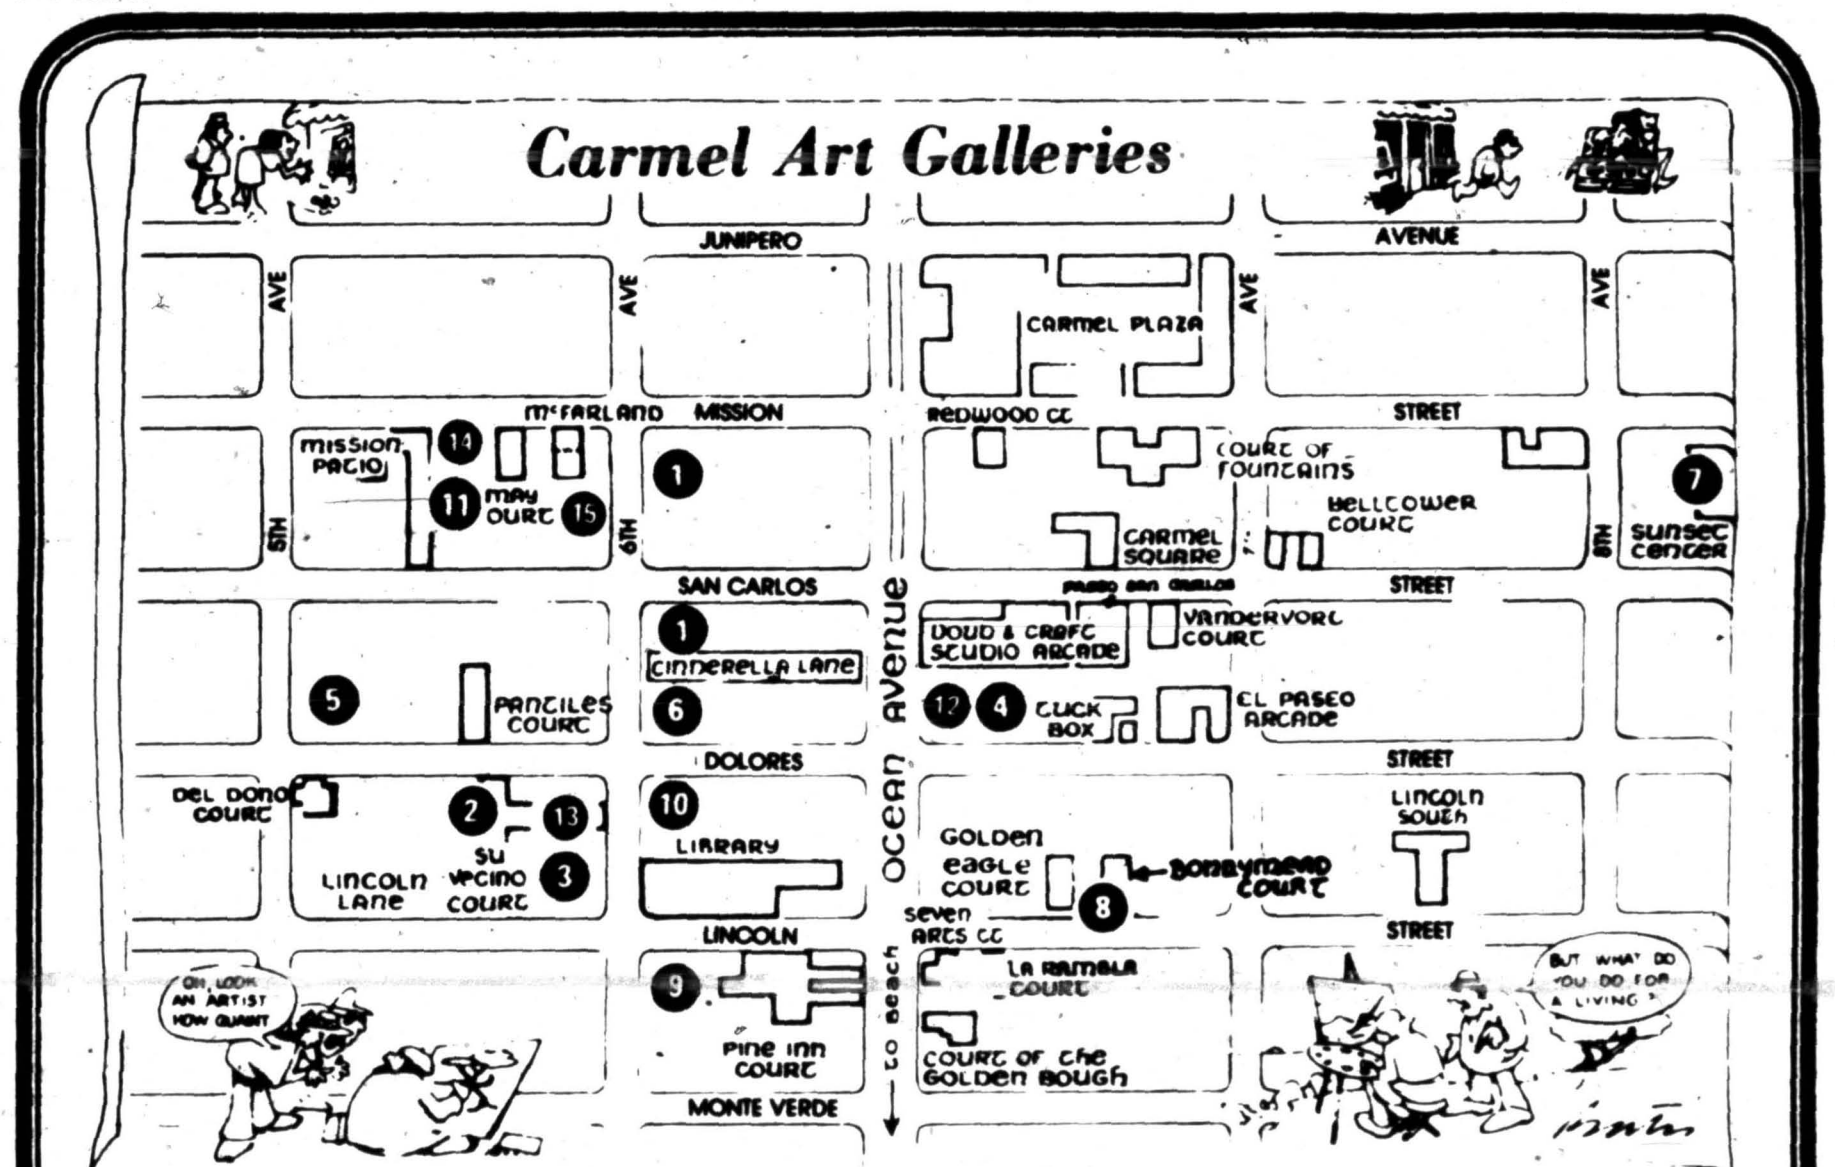 Carmel Art Galleries
JUNIPERO
AVENUE
AVE
AVE
AVE
AVE
CARMEL PLAZA
McFARLAND
MISSION
REDWOOD CT
STREET
MISSION
PATIO
14
11
MAY
OURT
15
1
COURT OF
FOUNTAINS
BELLTOWER
COURT
7
SUNSET
CENTER
CARMEL
SQUARE
5TH
6TH
8TH
SAN CARLOS
PASEO SAN CARLOS
STREET
1
CINDERELLA LANE
6
DOUD & CRAFT
STUDIO ARCADE
VANDERVORT
COURT
5
PANTILES
COURT
12
4
TUCK
BOX
EL PASEO
ARCADE
OCEAN AVENUE
DOLORES
STREET
DEL DONO
COURT
2
13
10
LIBRARY
LINCOLN
SOUTH
SU
VECINO
COURT
3
LINCOLN
LANE
GOLDEN
EAGLE
COURT
BONNYMEAD
COURT
8
SEVEN
ARTS CT
LINCOLN
STREET
9
PINE INN
COURT
LA RAMBLA
COURT
COURT OF THE
GOLDEN BOUGH
TO BEACH
OH, LOOK
AN ARTIST
HOW QUAINT
BUT WHAT DO
YOU DO FOR
A LIVING?
MONTE VERDE